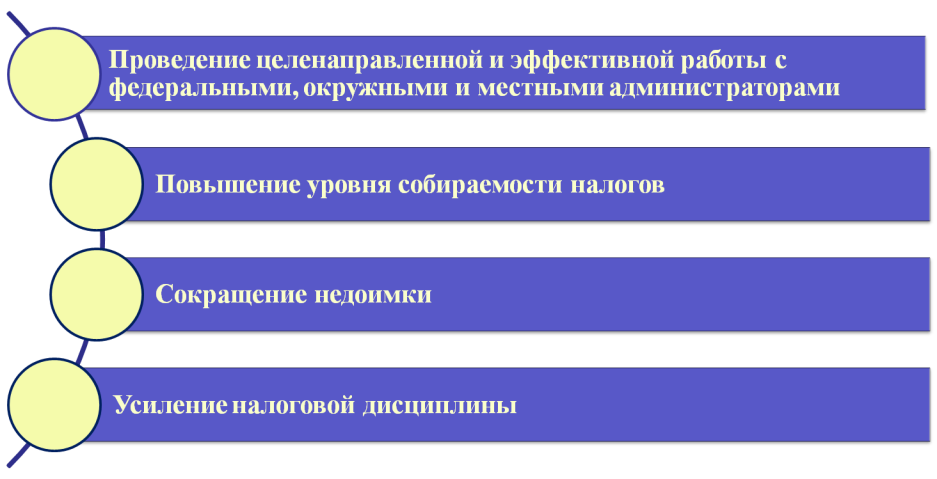 Проведение целенаправленной и эффективной работы с
федеральными, окружными и местными администраторами
Повышение уровня собираемости налогов
Сокращение недоимки
Усиление налоговой дисциплины